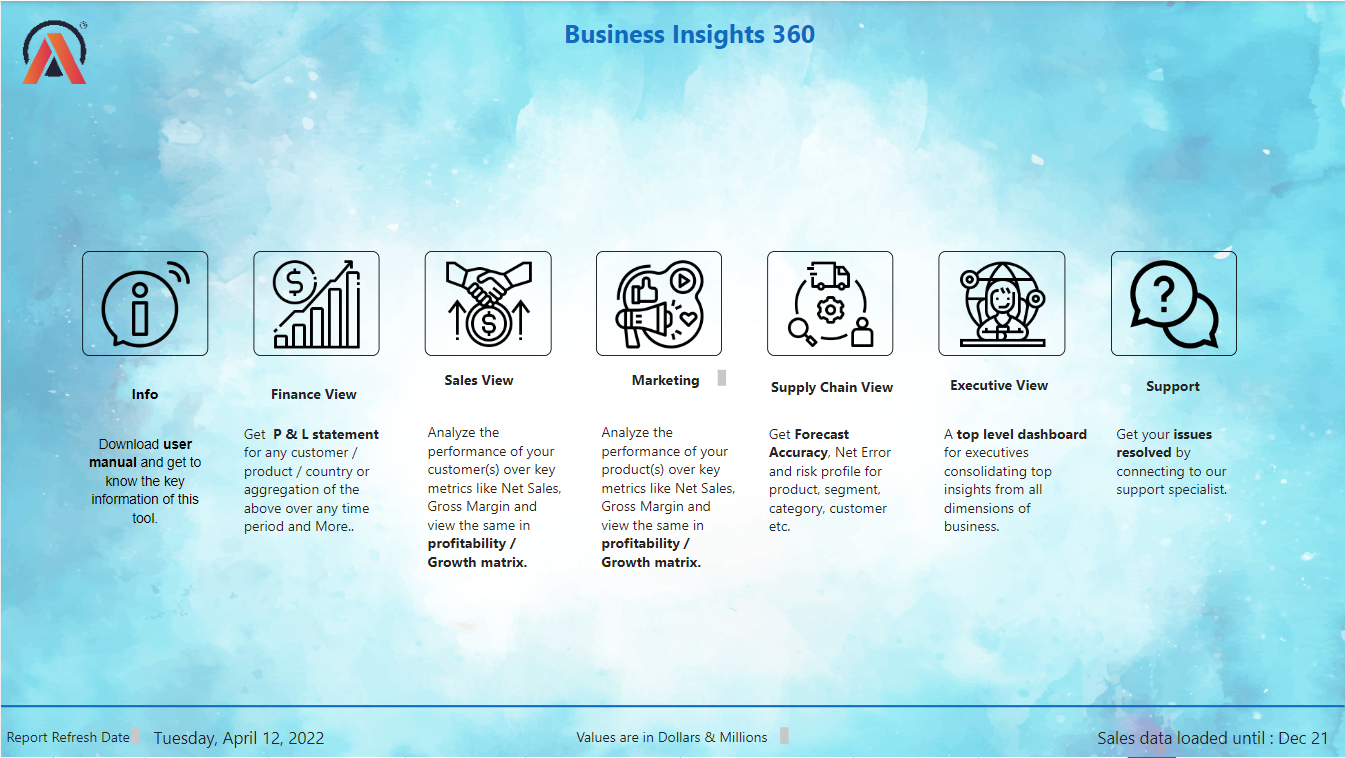 Business Insights 360
Info
Download user
manual and get to
know the key
information of this
tool.
Finance View
Get P & L statement
for any customer /
product / country or
aggregation of the
above over any time
period and More..
Sales View
Analyze the
performance of your
customer(s) over key
metrics like Net Sales,
Gross Margin and
view the same in
profitability /
Growth matrix.
Marketing
Analyze the
performance of your
product(s) over key
metrics like Net Sales,
Gross Margin and
view the same in
profitability /
Growth matrix.
Supply Chain View
Get Forecast
Accuracy, Net Error
and risk profile for
product, segment,
category, customer
etc.
Executive View
A top level dashboard
for executives
consolidating top
insights from all
dimensions of
business.
Support
Get your issues
resolved by
connecting to our
support specialist.
Report Refresh Date
Tuesday, April 12, 2022
Values are in Dollars & Millions
Sales data loaded until : Dec 21